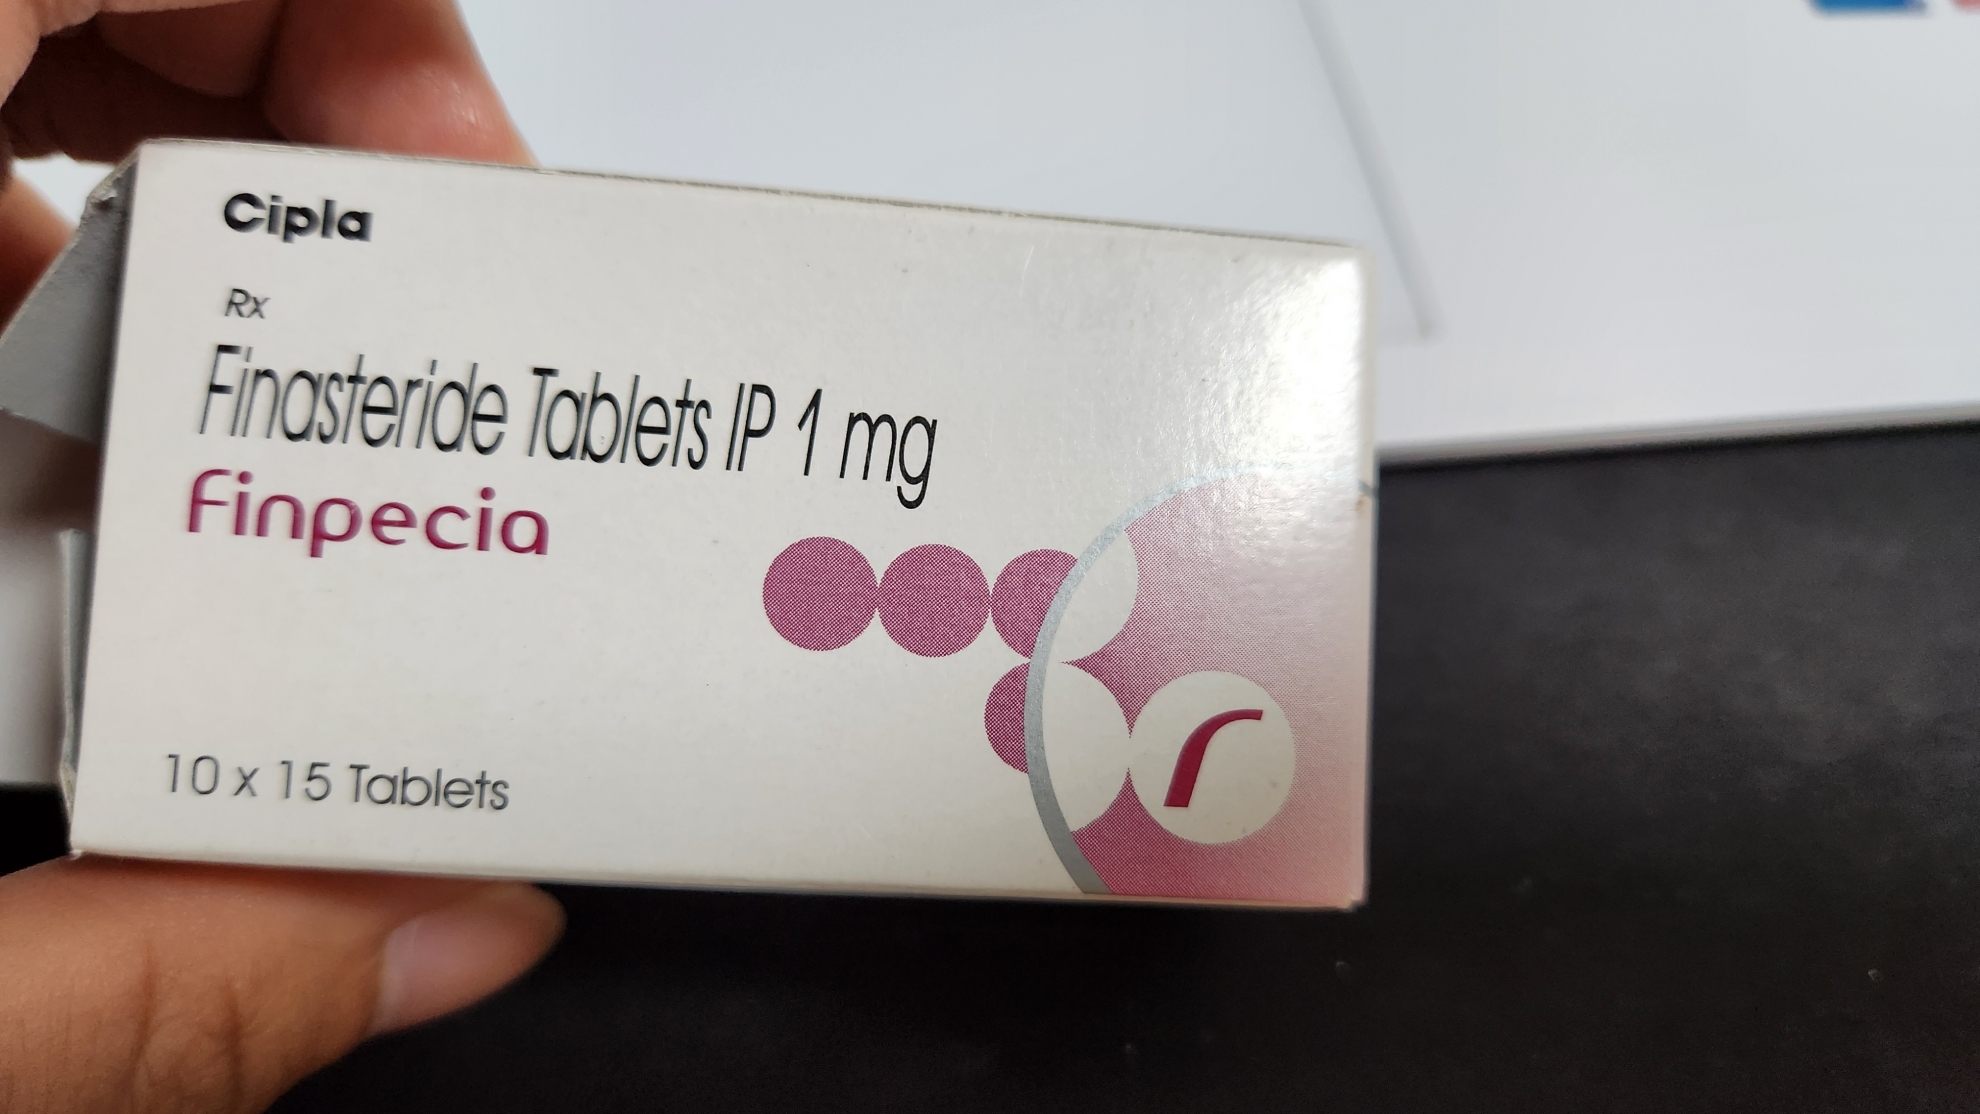 Cipla
Rx
Finasteride Tablets IP 1 mg
Finpecia
10 x 15 Tablets